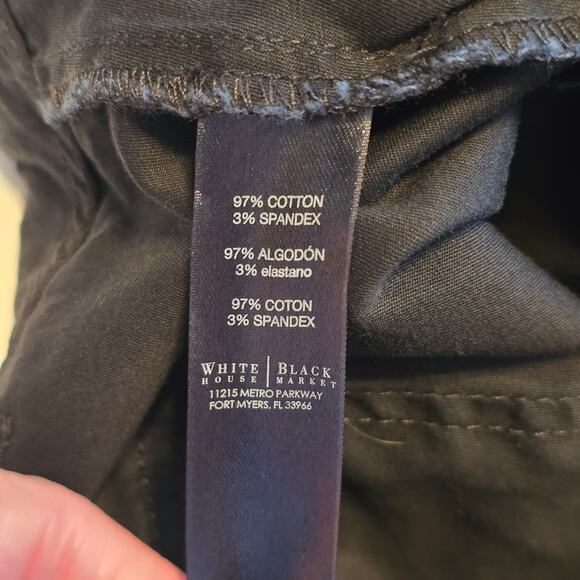 97% COTTON
3% SPANDEX
97% ALGODÓN
3% elastano
97% COTON
3% SPANDEX
WHITE | BLACK
HOUSE | MARKET
11215 METRO PARKWAY
FORT MYERS, FL 33966